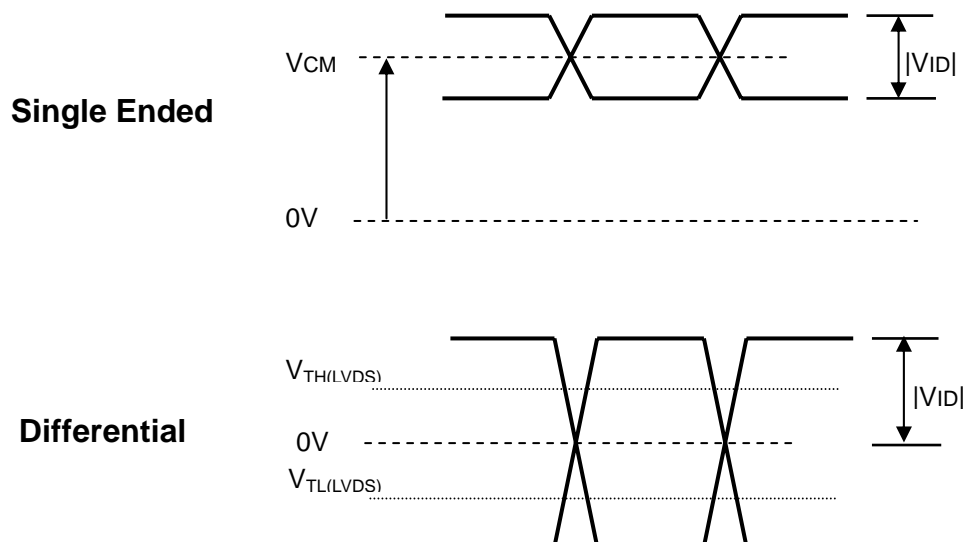 VCM
|VID|
Single Ended
0V
VTH(LVDS)
|VID|
Differential
0V
VTL(LVDS)